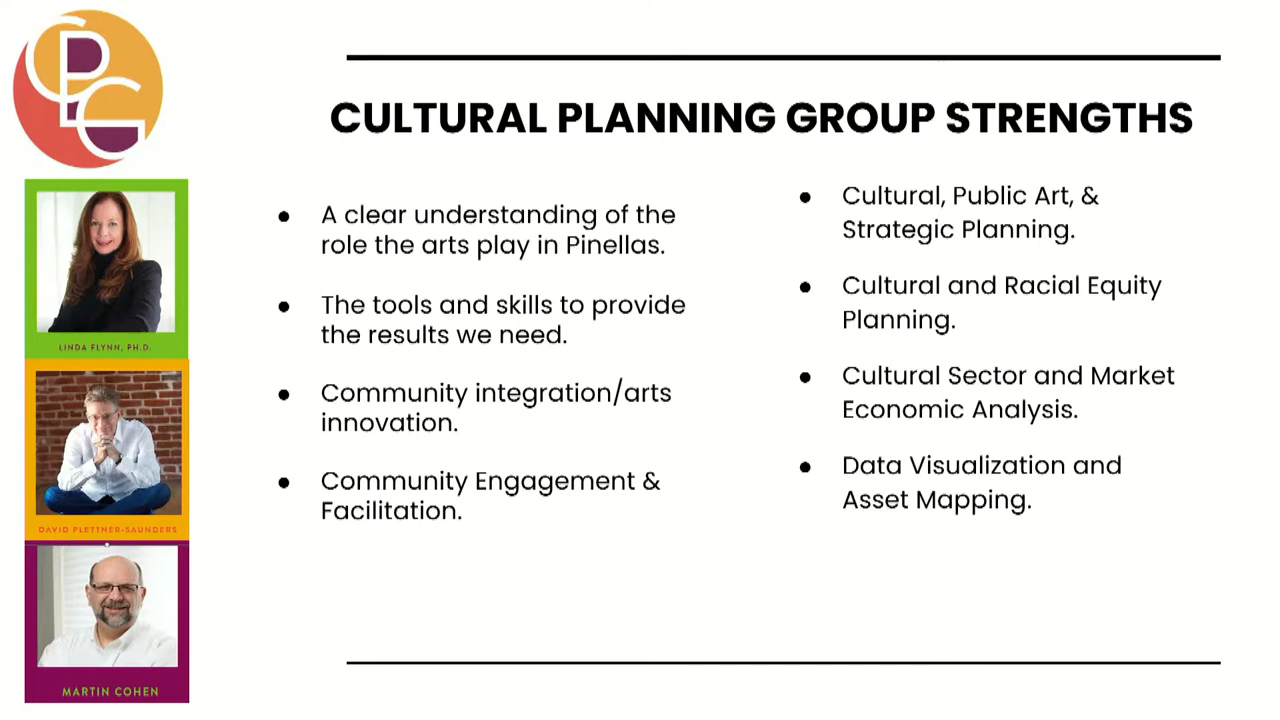 CPG
CULTURAL PLANNING GROUP STRENGTHS
LINDA FLYNN, PH.D.
DAVID PLETTNER-SAUNDERS
MARTIN COHEN
● A clear understanding of the
role the arts play in Pinellas.
● The tools and skills to provide
the results we need.
● Community integration/arts
innovation.
● Community Engagement &
Facilitation.
● Cultural, Public Art, &
Strategic Planning.
● Cultural and Racial Equity
Planning.
● Cultural Sector and Market
Economic Analysis.
● Data Visualization and
Asset Mapping.